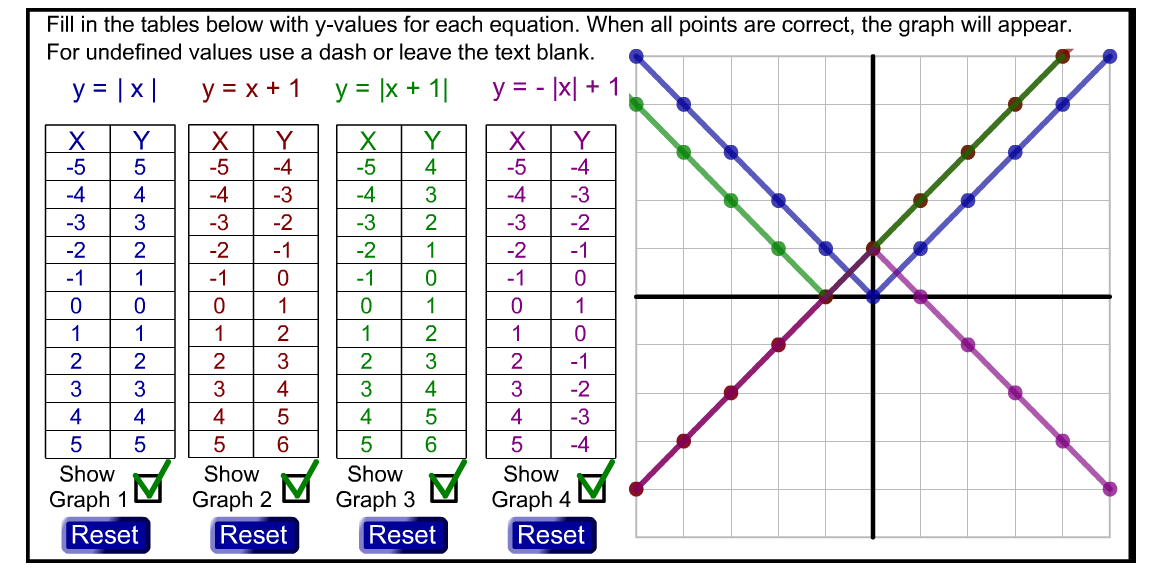 Fill in the tables below with y-values for each equation. When all points are correct, the graph will appear.
For undefined values use a dash or leave the text blank.
y = | x | y = x + 1 y = |x + 1| y = - |x| + 1
X Y X Y X Y X Y
-5 5 -5 -4 -5 4 -5 -4
-4 4 -4 -3 -4 3 -4 -3
-3 3 -3 -2 -3 2 -3 -2
-2 2 -2 -1 -2 1 -2 -1
-1 1 -1 0 -1 0 -1 0
0 0 0 1 0 1 0 1
1 1 1 2 1 2 1 0
2 2 2 3 2 3 2 -1
3 3 3 4 3 4 3 -2
4 4 4 5 4 5 4 -3
5 5 5 6 5 6 5 -4
Show Show Show Show
Graph 1 Graph 2 Graph 3 Graph 4
Reset Reset Reset Reset